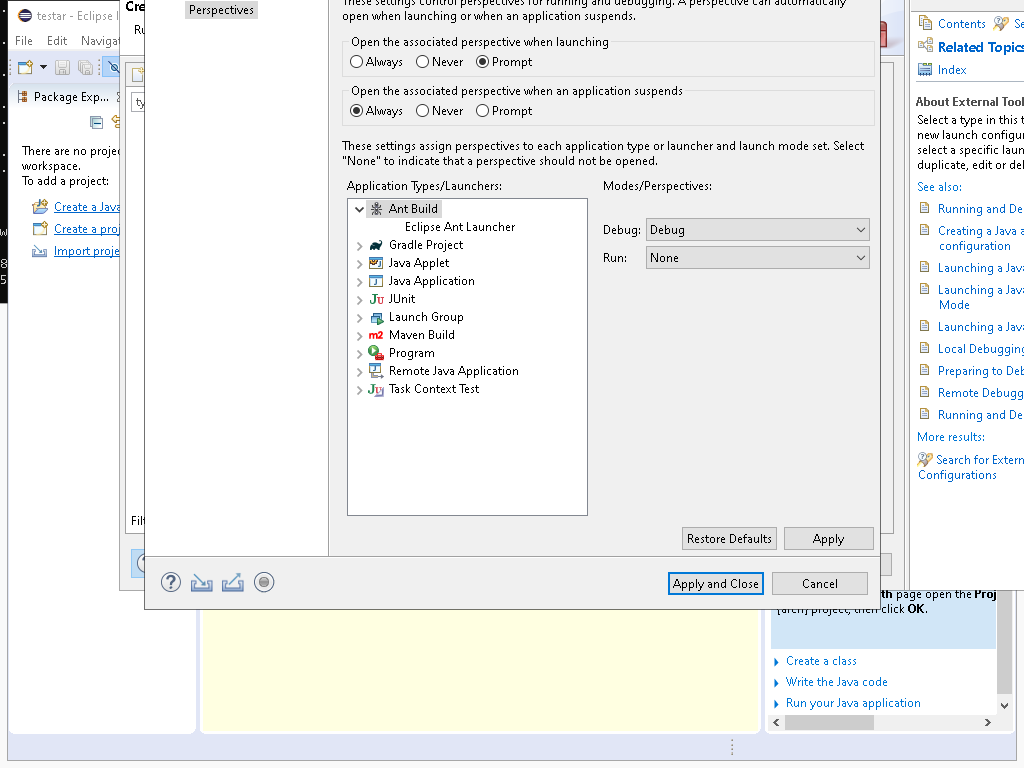 testar - Eclipse I
File Edit Navigat
Package Exp...
There are no proje
workspace.
To add a project:
Create a Java
Create a proj
Import proje
Cre
Ru
ty
Filt
Perspectives
These settings control perspectives for running and debugging. A perspective can automatically
open when launching or when an application suspends.
Open the associated perspective when launching
Always Never Prompt
Open the associated perspective when an application suspends
Always Never Prompt
These settings assign perspectives to each application type or launcher and launch mode set. Select
"None" to indicate that a perspective should not be opened.
Application Types/Launchers:
Ant Build
Eclipse Ant Launcher
Gradle Project
Java Applet
Java Application
JUnit
Launch Group
Maven Build
Program
Remote Java Application
Task Context Test
Modes/Perspectives:
Debug: Debug
Run: None
Restore Defaults Apply
Apply and Close Cancel
Contents Se
Related Topics
Index
About External Tool
Select a type in this t
new launch configur
select a specific laun
duplicate, edit or del
See also:
Running and De
Creating a Java a
configuration
Launching a Java
Launching a Java
Mode
Launching a Java
Local Debugging
Preparing to Deb
Remote Debugg
Running and De
More results:
Search for Extern
Configurations
th page open the Proj
[arch] project, then click OK.
Create a class
Write the Java code
Run your Java application